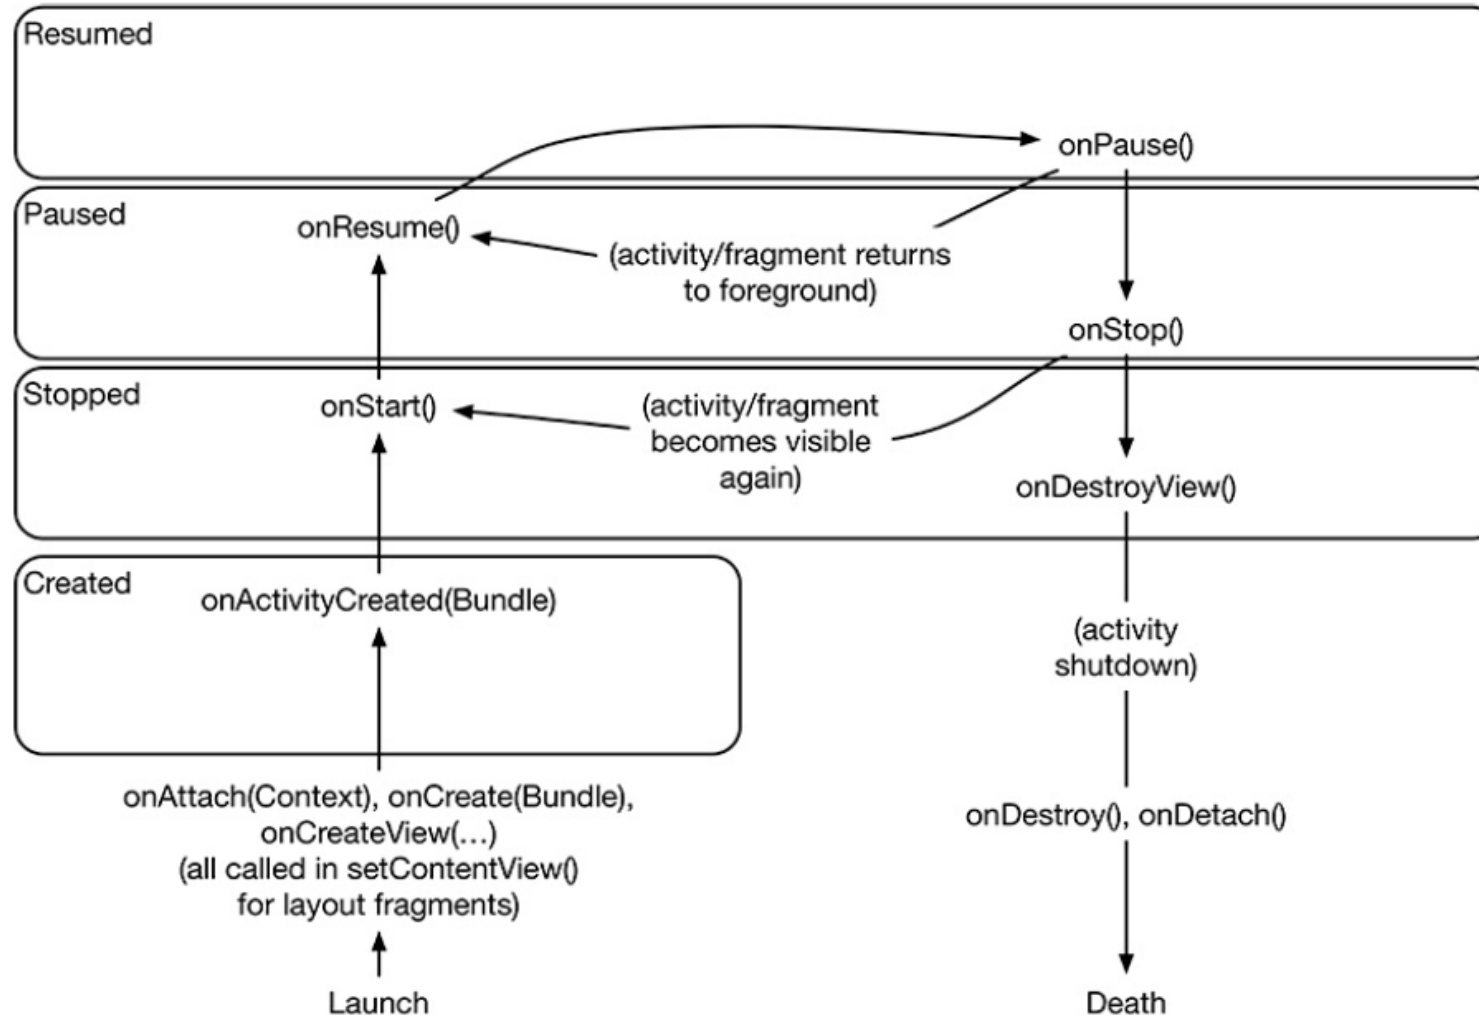 Resumed
onPause()
Paused
onResume()
(activity/fragment returns
to foreground)
onStop()
Stopped
onStart()
(activity/fragment
becomes visible
again)
onDestroyView()
Created
onActivityCreated(Bundle)
(activity
shutdown)
onAttach(Context), onCreate(Bundle),
onCreateView(…)
(all called in setContentView()
for layout fragments)
onDestroy(), onDetach()
Launch
Death